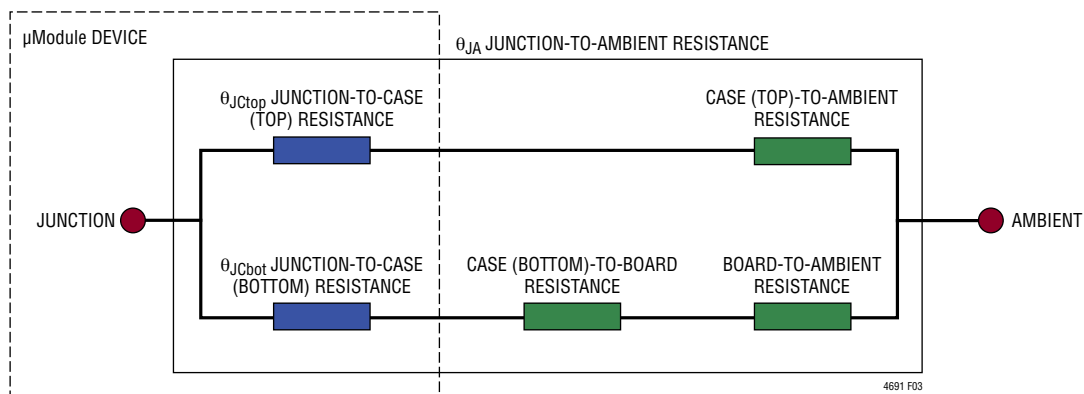 µModule DEVICE
θJA JUNCTION-TO-AMBIENT RESISTANCE
θJCtop JUNCTION-TO-CASE
(TOP) RESISTANCE
CASE (TOP)-TO-AMBIENT
RESISTANCE
JUNCTION
AMBIENT
θJCbot JUNCTION-TO-CASE
(BOTTOM) RESISTANCE
CASE (BOTTOM)-TO-BOARD
RESISTANCE
BOARD-TO-AMBIENT
RESISTANCE
4691 F03